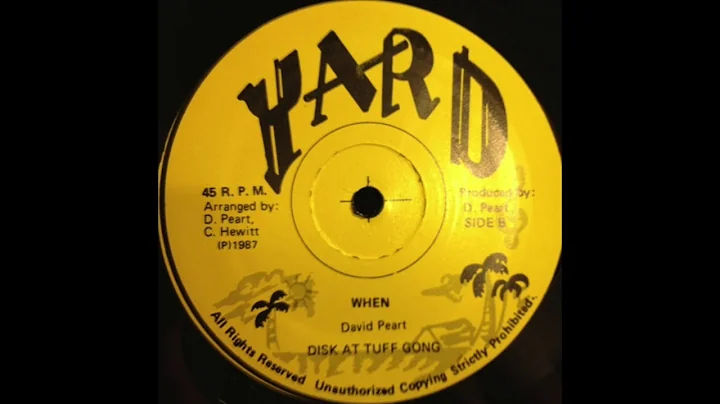 YARD
45 R. P. M.
Arranged by:
D. Peart,
C. Hewitt
(P)1987
Produced by:
D. Peart
SIDE B
WHEN
David Peart
DISK AT TUFF GONG
All Rights Reserved Unauthorized Copying Strictly Prohibited.